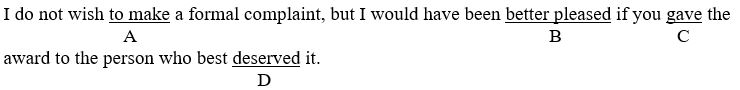 I do not wish to make a formal complaint, but I would have been better pleased if you gave the
A B C
award to the person who best deserved it.
D